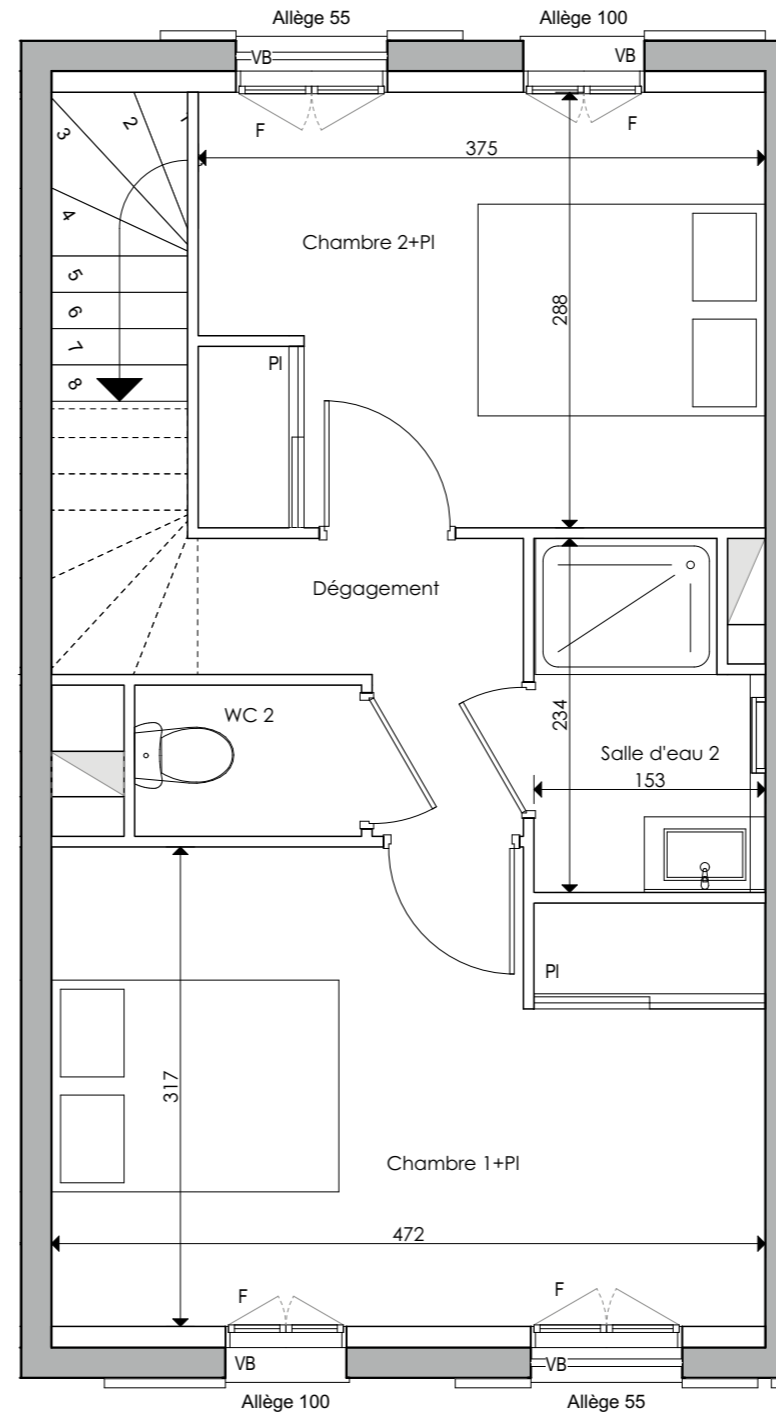 Allège 55
Allège 100
VB
VB
F
F
2
3
4
5
6
7
8
375
Chambre 2+Pl
288
Pl
Dégagement
WC 2
234
Salle d'eau 2
153
Pl
317
Chambre 1+Pl
472
F
F
VB
VB
Allège 100
Allège 55